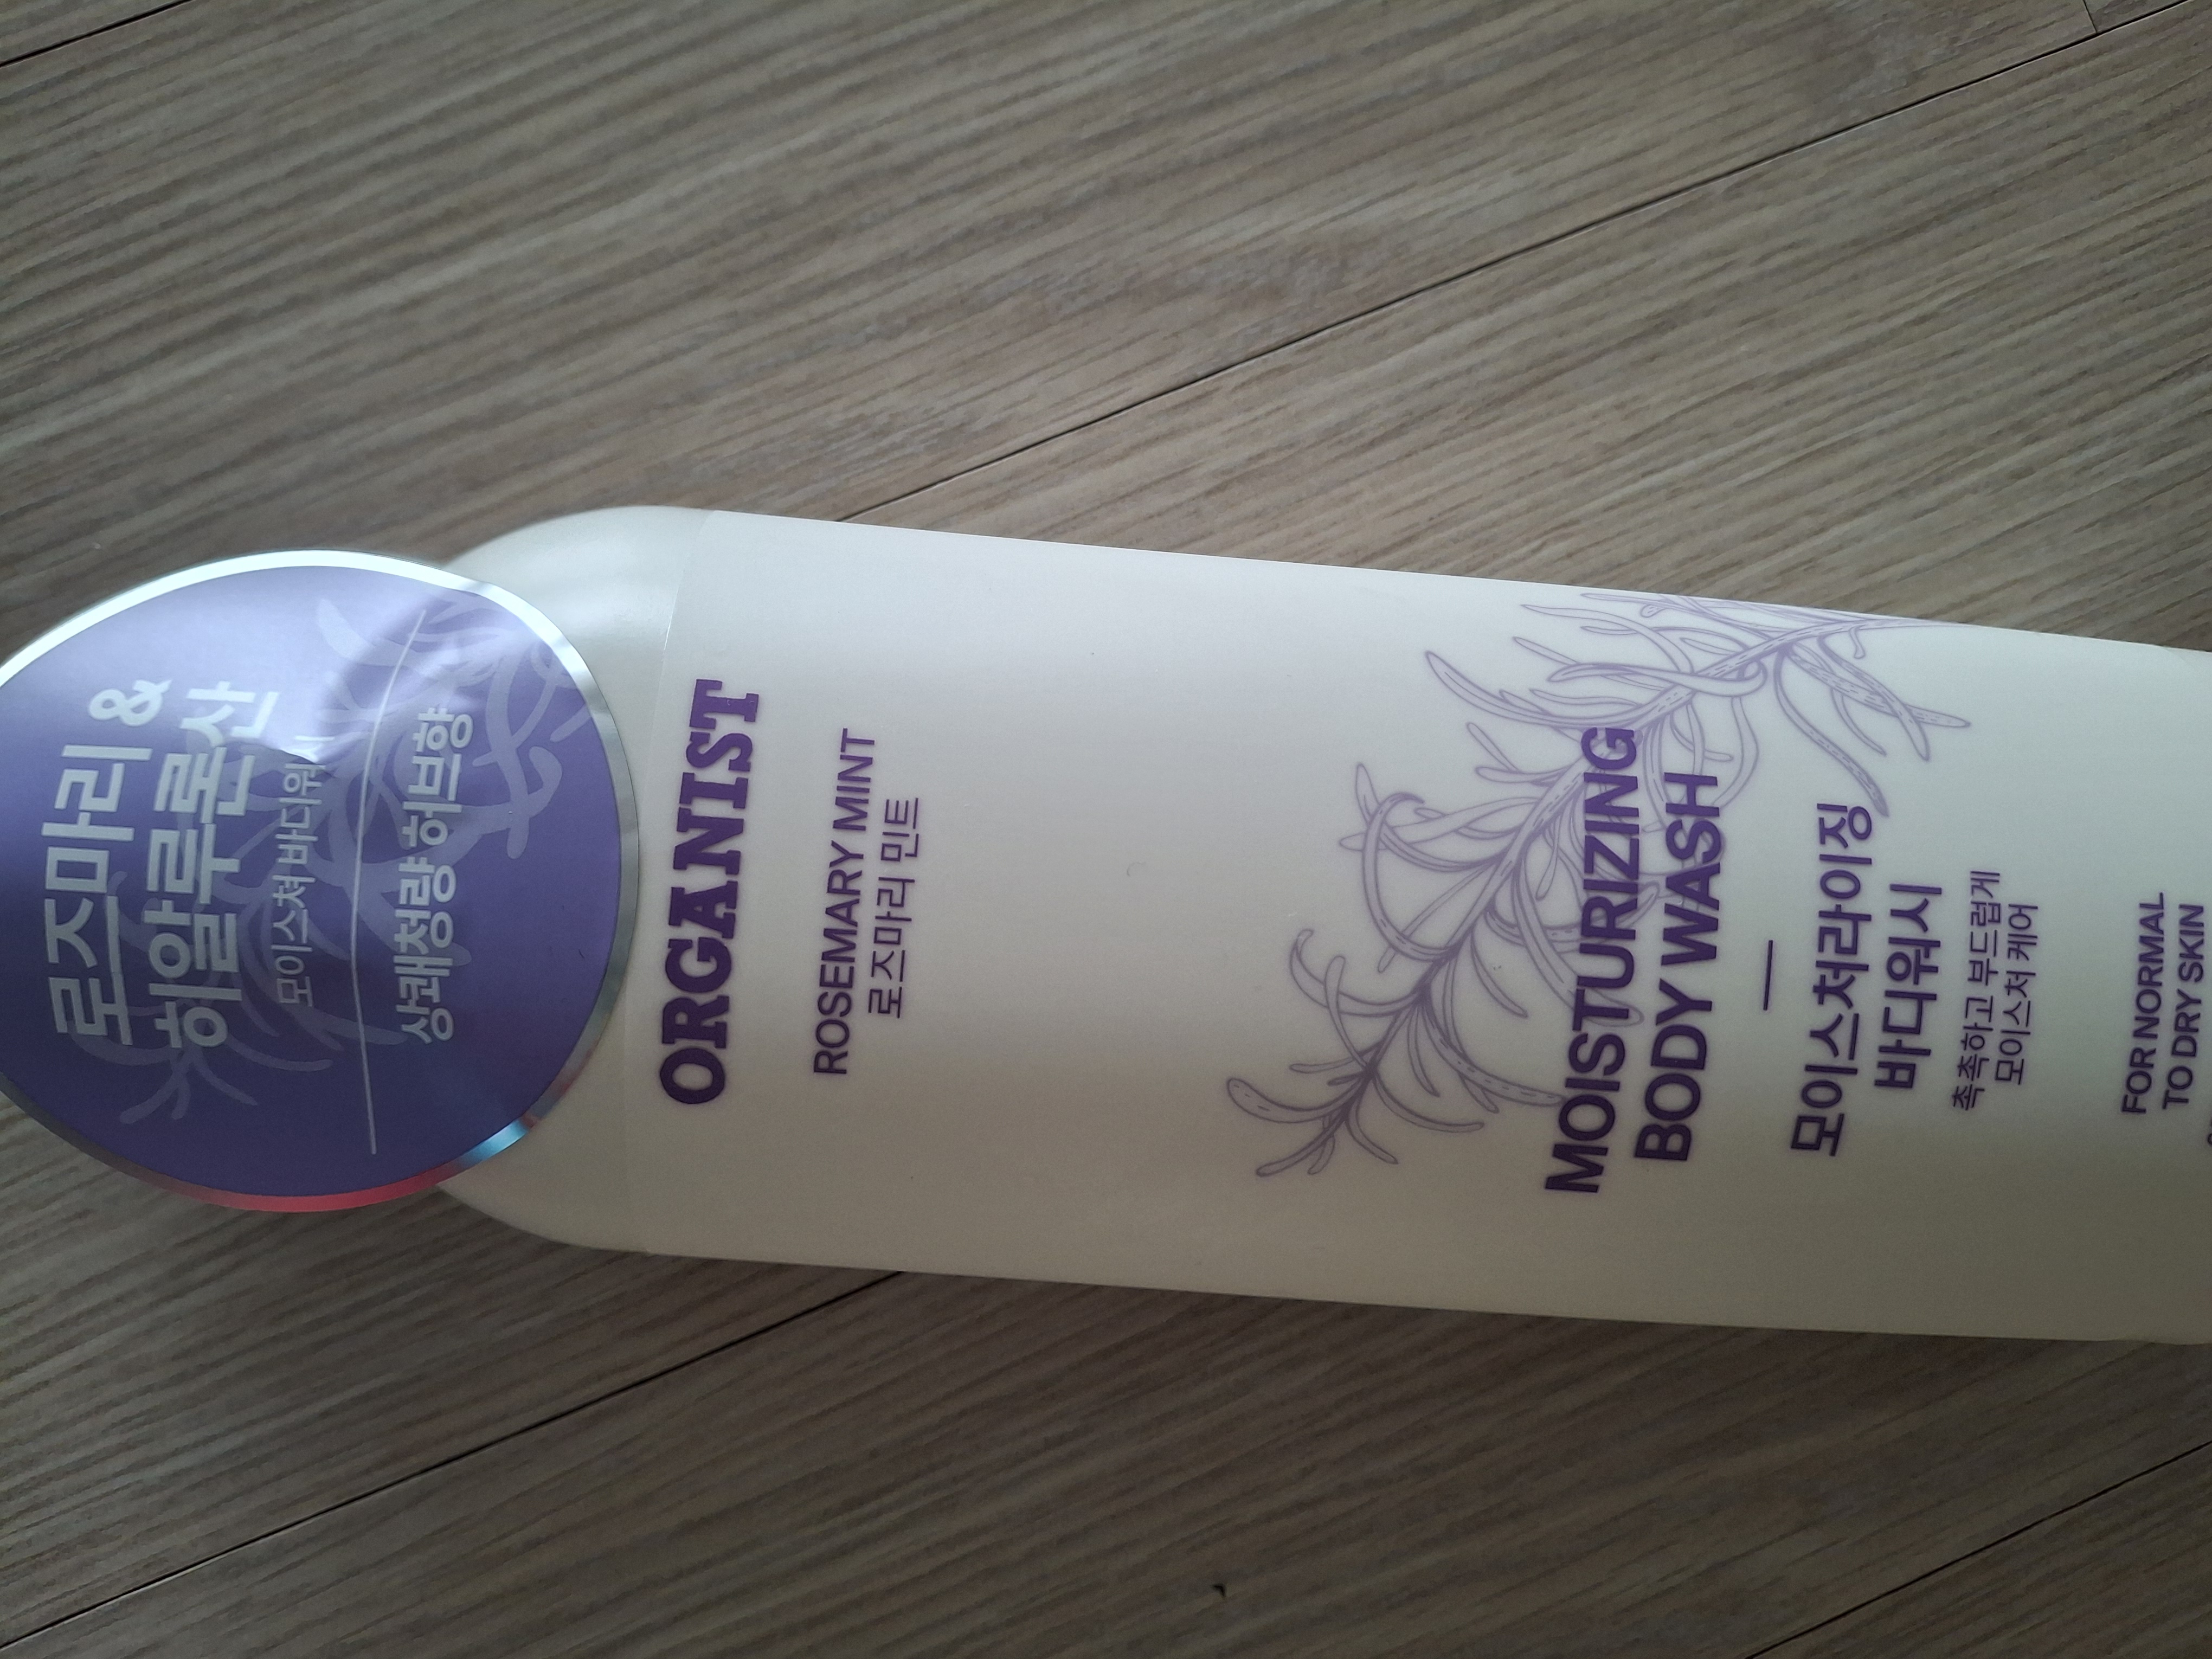 로즈마리 &
히알루론산
모이스처 바디워시
상쾌청량 허브향
ORGANIST
ROSEMARY MINT
로즈마리 민트
MOISTURIZING
BODY WASH
모이스처라이징
바디워시
촉촉하고 부드럽게
모이스처 케어
FOR NORMAL
TO DRY SKIN